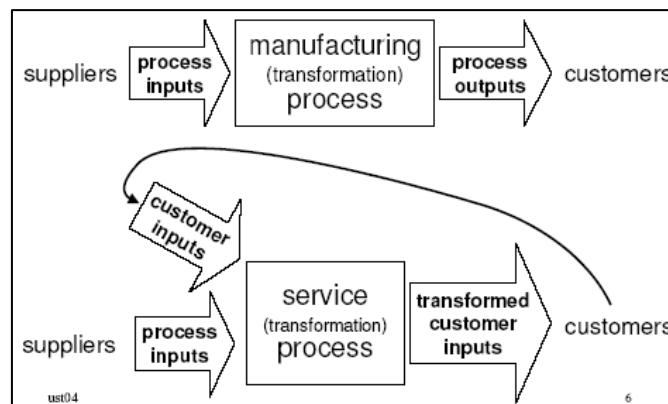 suppliers
process
inputs
manufacturing
(transformation)
process
process
outputs
customers
customer
inputs
suppliers
process
inputs
service
(transformation)
process
transformed
customer
inputs
customers
ust04
6